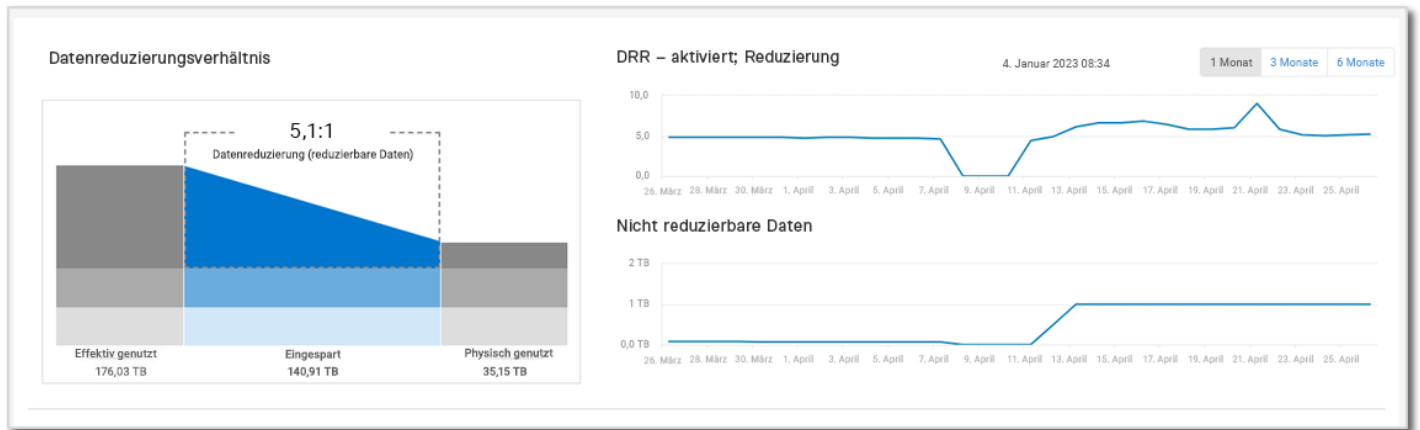 Datenreduzierungsverhältnis
5,1:1
Datenreduzierung (reduzierbare Daten)
Effektiv genutzt
176,03 TB
Eingespart
140,91 TB
Physisch genutzt
35,15 TB
DRR – aktiviert; Reduzierung
4. Januar 2023 08:34
1 Monat 3 Monate 6 Monate
10,0
5,0
0,0
26. März 28. März 30. März 1. April 3. April 5. April 7. April 9. April 11. April 13. April 15. April 17. April 19. April 21. April 23. April 25. April
Nicht reduzierbare Daten
2 TB
1 TB
0,0 TB
26. März 28. März 30. März 1. April 3. April 5. April 7. April 9. April 11. April 13. April 15. April 17. April 19. April 21. April 23. April 25. April